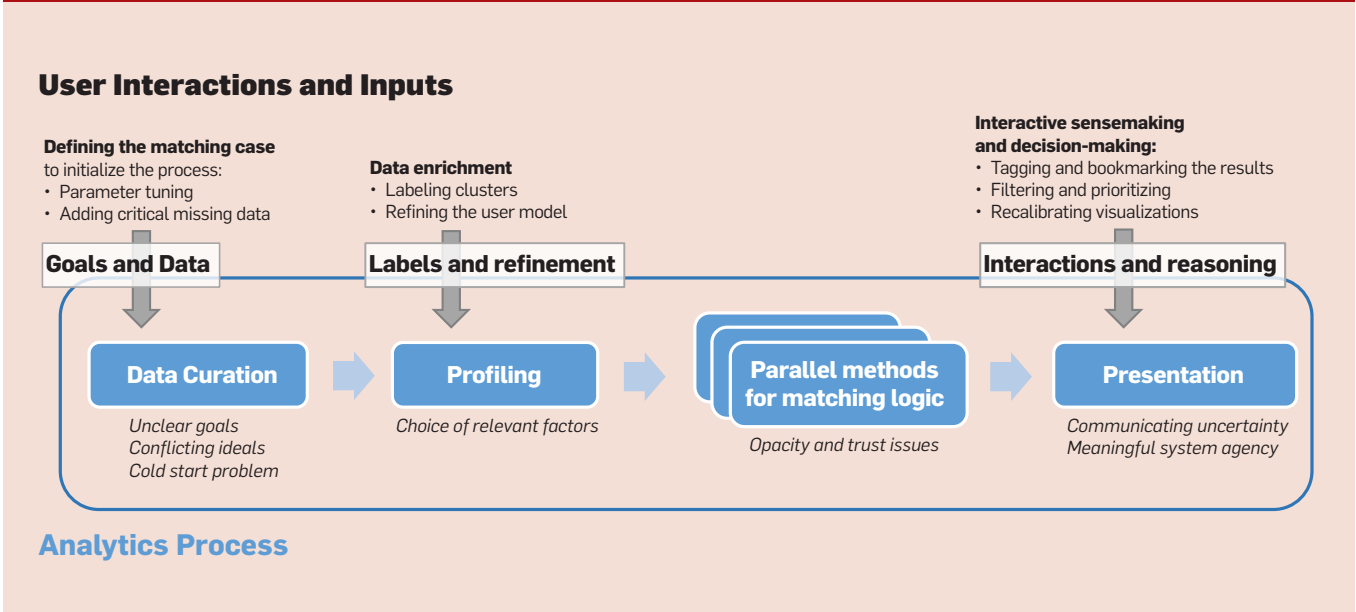 User Interactions and Inputs
Defining the matching case
to initialize the process:
• Parameter tuning
• Adding critical missing data
Data enrichment
• Labeling clusters
• Refining the user model
Interactive sensemaking
and decision-making:
• Tagging and bookmarking the results
• Filtering and prioritizing
• Recalibrating visualizations
Goals and Data
Labels and refinement
Interactions and reasoning
Data Curation
Profiling
Parallel methods
for matching logic
Presentation
Unclear goals
Conflicting ideals
Cold start problem
Choice of relevant factors
Opacity and trust issues
Communicating uncertainty
Meaningful system agency
Analytics Process